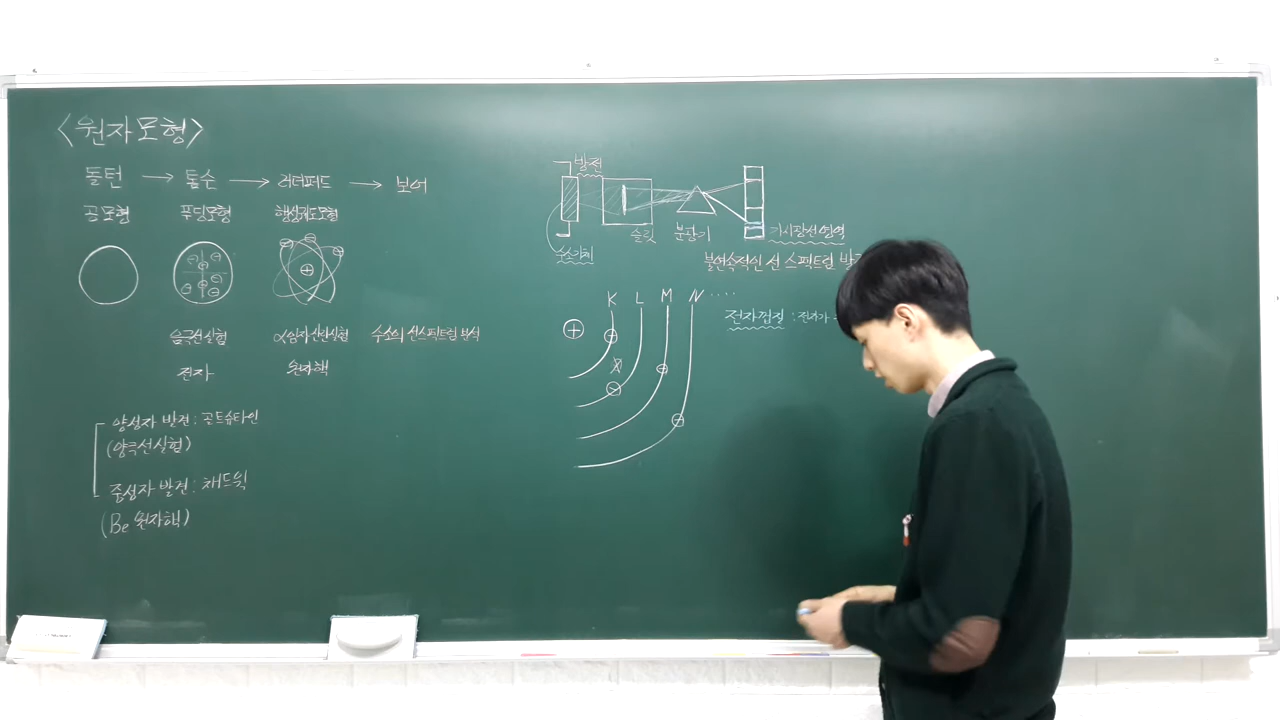 <원자모형>
돌턴 → 톰슨 → 러더퍼드 → 보어
공모형 푸딩모형 행성궤도모형
음극선실험 α입자산란실험 수소의 선스펙트럼 분석
전자 원자핵
양성자 발견 : 골트슈타인
(양극선실험)
중성자 발견 : 채드윅
(Be 원자핵)
방전
슬릿 분광기 가시광선영역
수소기체
불연속적인 선 스펙트럼
K L M N ····
전자껍질 : 전자가